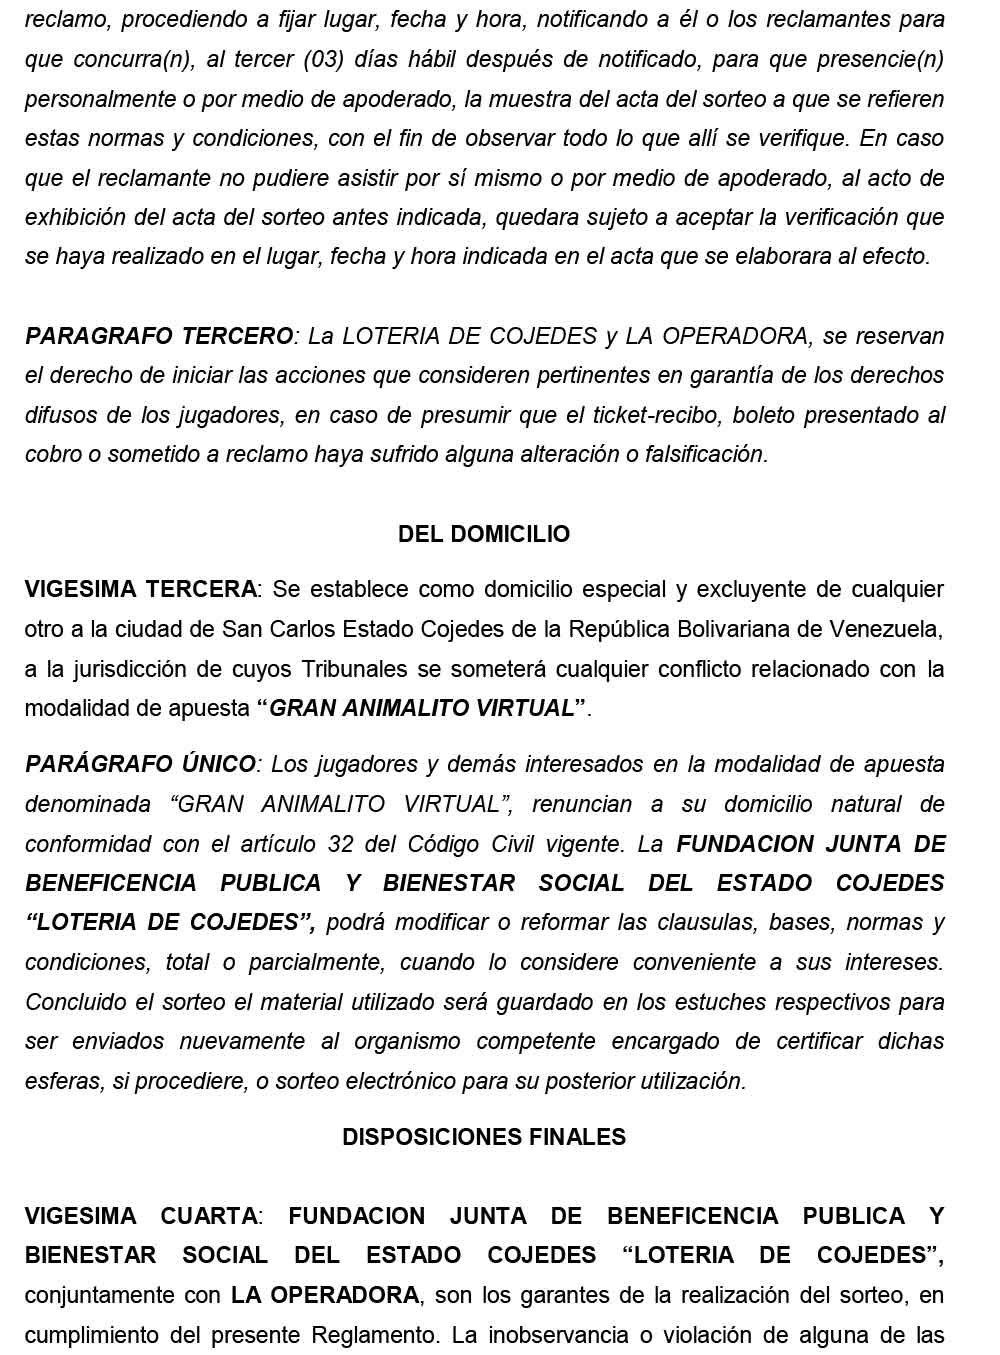 reclamo, procediendo a fijar lugar, fecha y hora, notificando a él o los reclamantes para
que concurra(n), al tercer (03) días hábil después de notificado, para que presencie(n)
personalmente o por medio de apoderado, la muestra del acta del sorteo a que se refieren
estas normas y condiciones, con el fin de observar todo lo que allí se verifique. En caso
que el reclamante no pudiere asistir por sí mismo o por medio de apoderado, al acto de
exhibición del acta del sorteo antes indicada, quedara sujeto a aceptar la verificación que
se haya realizado en el lugar, fecha y hora indicada en el acta que se elaborara al efecto.
PARAGRAFO TERCERO: La LOTERIA DE COJEDES y LA OPERADORA, se reservan
el derecho de iniciar las acciones que consideren pertinentes en garantía de los derechos
difusos de los jugadores, en caso de presumir que el ticket-recibo, boleto presentado al
cobro o sometido a reclamo haya sufrido alguna alteración o falsificación.
DEL DOMICILIO
VIGESIMA TERCERA: Se establece como domicilio especial y excluyente de cualquier
otro a la ciudad de San Carlos Estado Cojedes de la República Bolivariana de Venezuela,
a la jurisdicción de cuyos Tribunales se someterá cualquier conflicto relacionado con la
modalidad de apuesta “GRAN ANIMALITO VIRTUAL”.
PARÁGRAFO ÚNICO: Los jugadores y demás interesados en la modalidad de apuesta
denominada “GRAN ANIMALITO VIRTUAL”, renuncian a su domicilio natural de
conformidad con el artículo 32 del Código Civil vigente. La FUNDACION JUNTA DE
BENEFICENCIA PUBLICA Y BIENESTAR SOCIAL DEL ESTADO COJEDES
“LOTERIA DE COJEDES”, podrá modificar o reformar las clausulas, bases, normas y
condiciones, total o parcialmente, cuando lo considere conveniente a sus intereses.
Concluido el sorteo el material utilizado será guardado en los estuches respectivos para
ser enviados nuevamente al organismo competente encargado de certificar dichas
esferas, si procediere, o sorteo electrónico para su posterior utilización.
DISPOSICIONES FINALES
VIGESIMA CUARTA: FUNDACION JUNTA DE BENEFICENCIA PUBLICA Y
BIENESTAR SOCIAL DEL ESTADO COJEDES “LOTERIA DE COJEDES”,
conjuntamente con LA OPERADORA, son los garantes de la realización del sorteo, en
cumplimiento del presente Reglamento. La inobservancia o violación de alguna de las